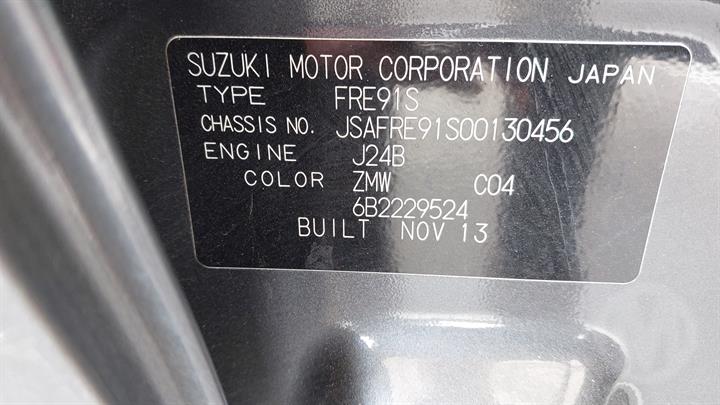 SUZUKI MOTOR CORPORATION JAPAN
TYPE FRE91S
CHASSIS NO. JSAFRE91S00130456
ENGINE J24B
COLOR ZMW C04
6B2229524
BUILT NOV 13